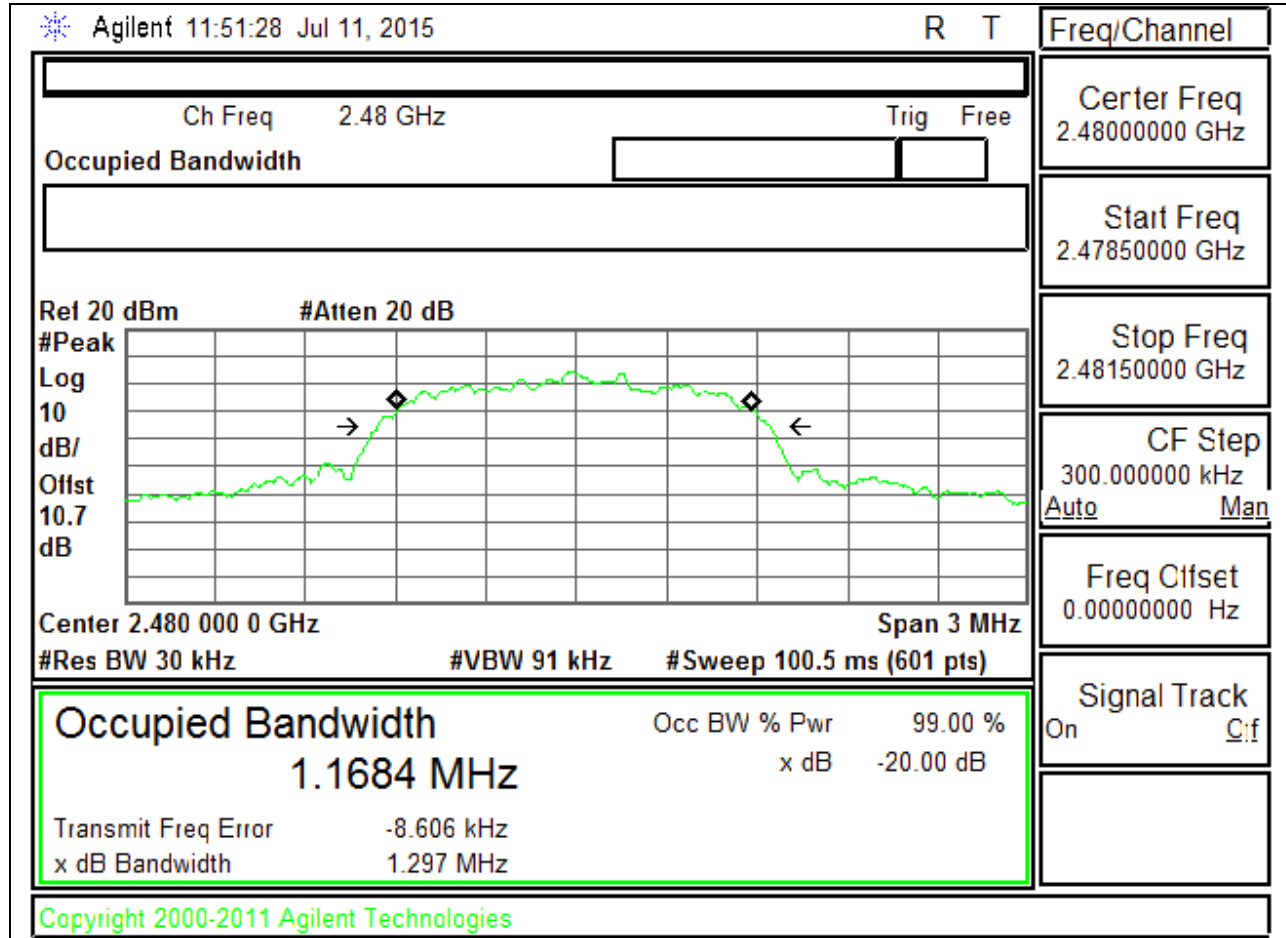 Agilent 11:51:28 Jul 11, 2015 R T
Ch Freq 2.48 GHz Trig Free
Occupied Bandwidth
Ref 20 dBm #Atten 20 dB
#Peak
Log
10
dB/
Offst
10.7
dB
Center 2.480 000 0 GHz Span 3 MHz
#Res BW 30 kHz #VBW 91 kHz #Sweep 100.5 ms (601 pts)
Occupied Bandwidth
1.1684 MHz
Occ BW % Pwr 99.00 %
x dB -20.00 dB
Transmit Freq Error -8.606 kHz
x dB Bandwidth 1.297 MHz
Copyright 2000-2011 Agilent Technologies
Freq/Channel
Center Freq
2.48000000 GHz
Start Freq
2.47850000 GHz
Stop Freq
2.48150000 GHz
CF Step
300.000000 kHz
Auto Man
Freq Offset
0.00000000 Hz
Signal Track
On Off